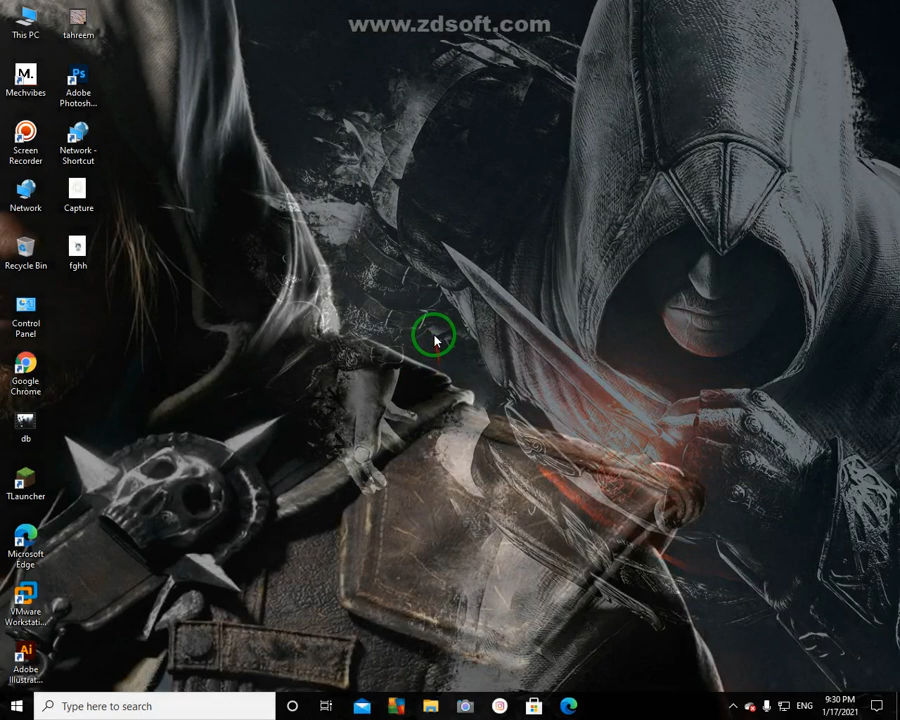 www.zdsoft.com
This PC
tahreem
M.
Mechvibes
Ps
Adobe
Photosh...
Screen
Recorder
Network -
Shortcut
Network
Capture
Recycle Bin
fghh
Control
Panel
Google
Chrome
db
TLauncher
Microsoft
Edge
VMware
Workstati...
Ai
Adobe
Illustrat...
Type here to search
ENG
9:30 PM
1/17/2021